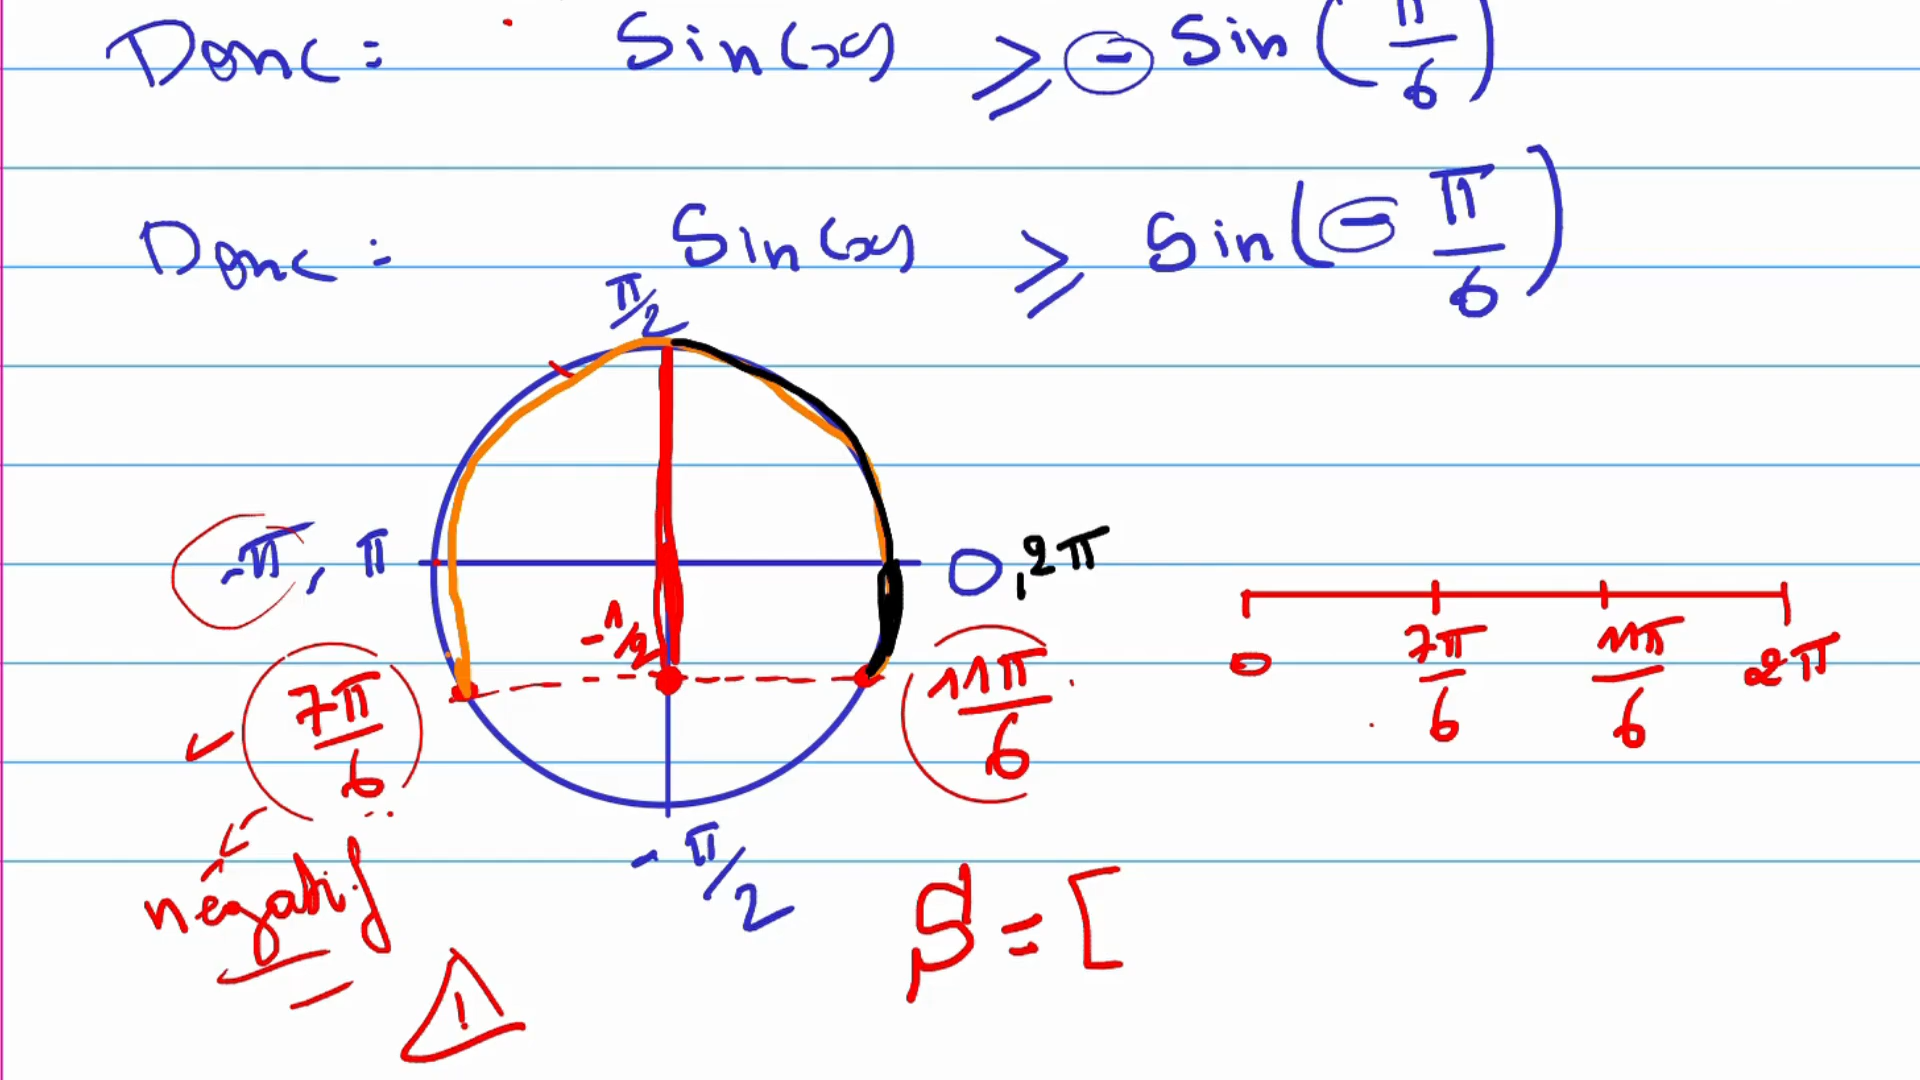 Donc: Sin(x) ⩾ - Sin(π/6)
Donc: Sin(x) ⩾ Sin(- π/6)
π/2
-π, π
0, 2π
-1/2
7π/6
11π/6
0 7π/6 11π/6 2π
négatif
-π/2
S = [
!